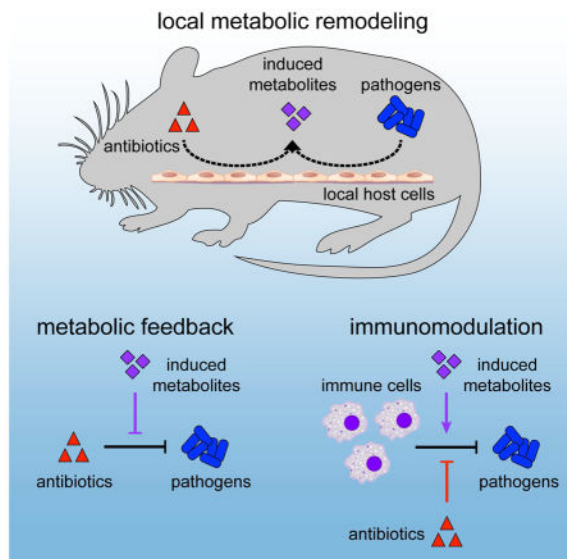 local metabolic remodeling
induced
metabolites
pathogens
antibiotics
local host cells
metabolic feedback
induced
metabolites
antibiotics
pathogens
immunomodulation
induced
metabolites
immune cells
pathogens
antibiotics